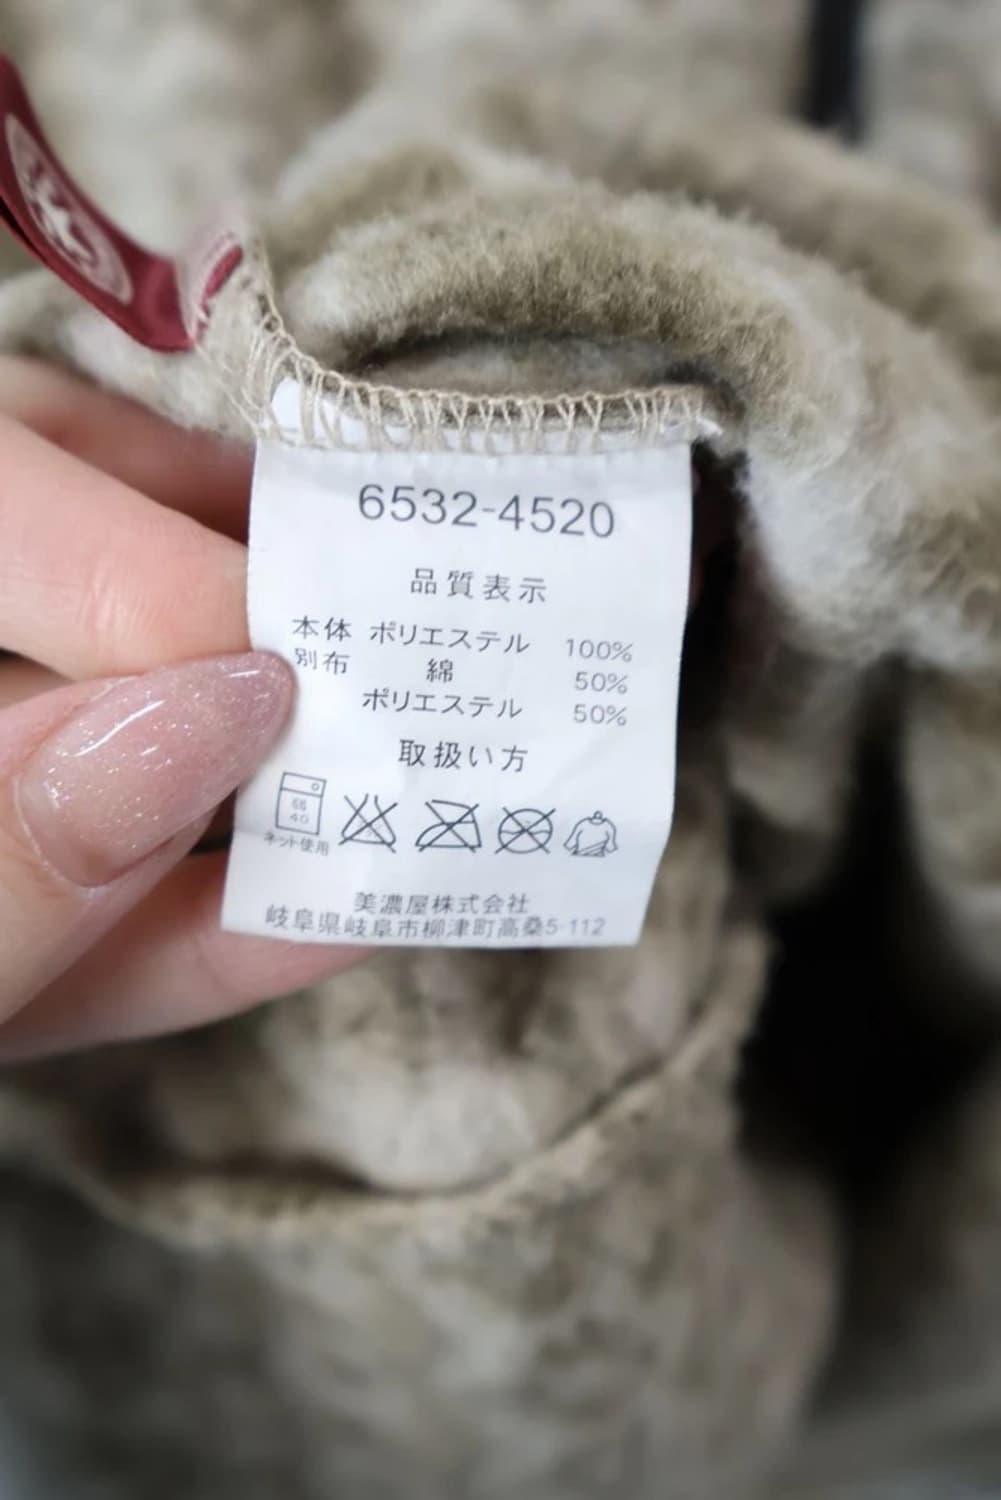 6532-4520
品質表示
本体 ポリエステル 100%
別布 綿 50%
ポリエステル 50%
取扱い方
40
ネット使用
美濃屋株式会社
岐阜県岐阜市柳津町高桑5-112